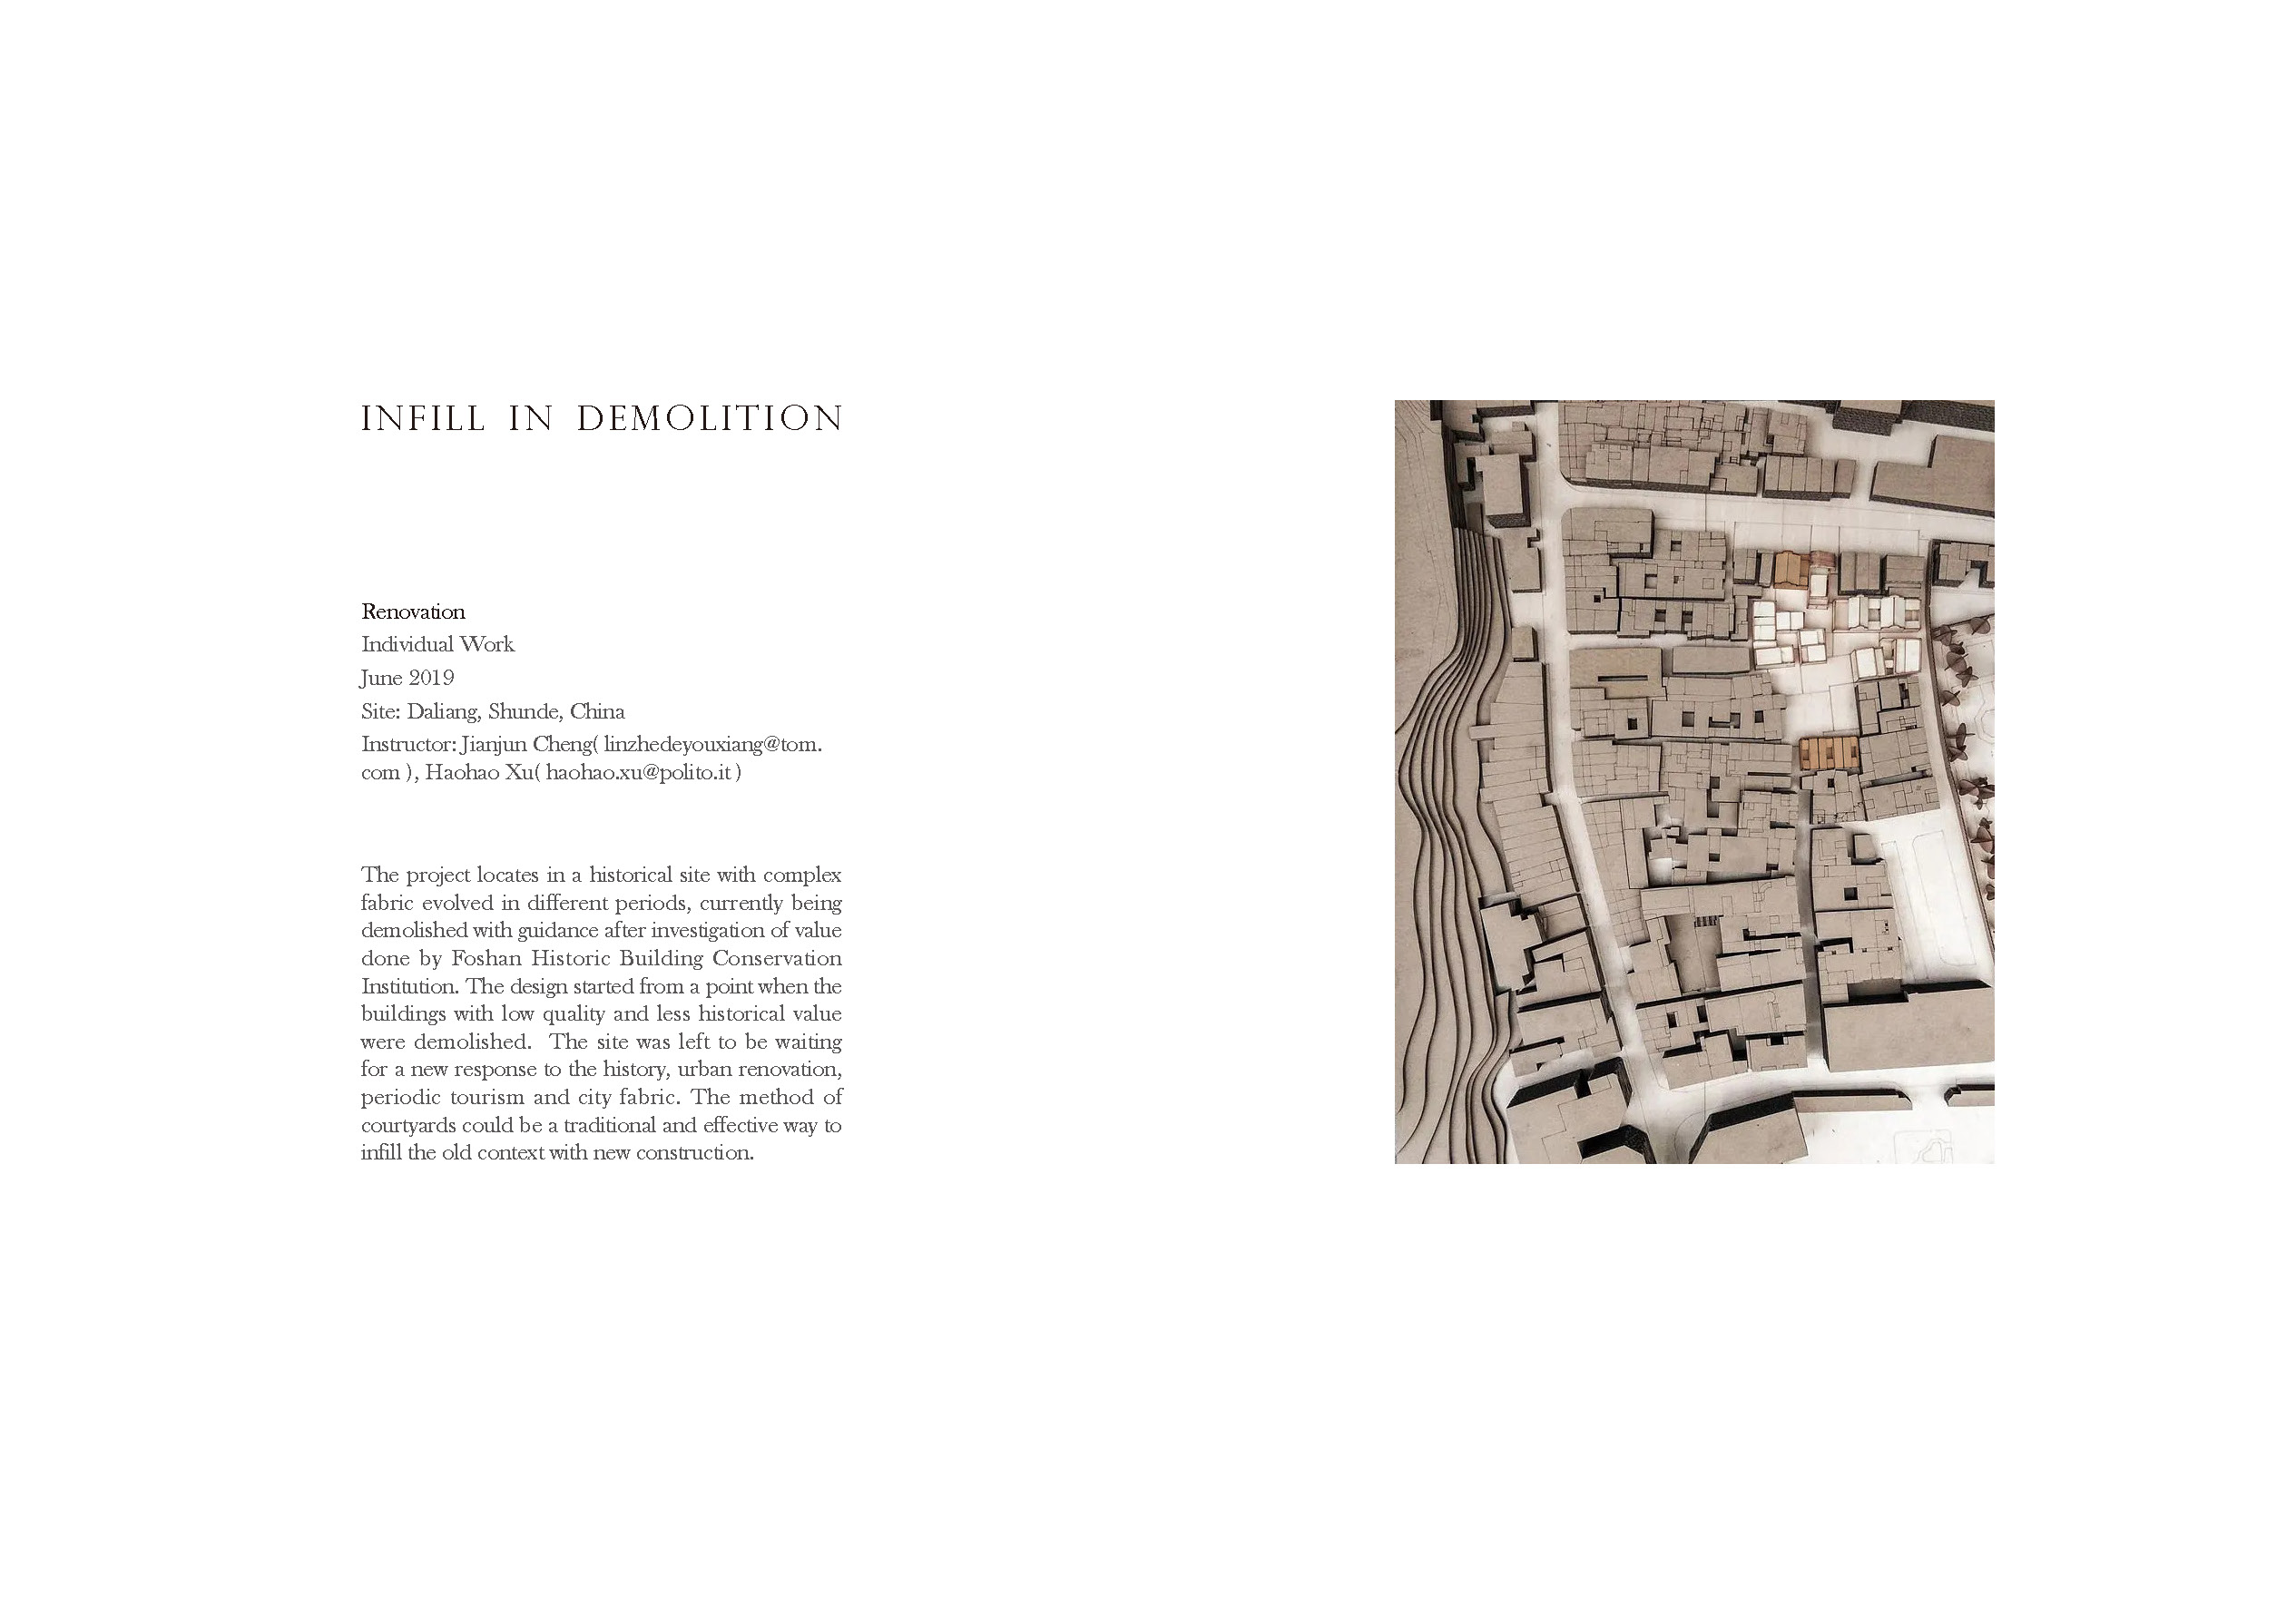 INFILL IN DEMOLITION
Renovation
Individual Work
June 2019
Site: Daliang, Shunde, China
Instructor: Jianjun Cheng( linzhedeyouxiang@tom.
com ), Haohao Xu( haohao.xu@polito.it )
The project locates in a historical site with complex
fabric evolved in different periods, currently being
demolished with guidance after investigation of value
done by Foshan Historic Building Conservation
Institution. The design started from a point when the
buildings with low quality and less historical value
were demolished.  The site was left to be waiting
for a new response to the history, urban renovation,
periodic tourism and city fabric. The method of
courtyards could be a traditional and effective way to
infill the old context with new construction.